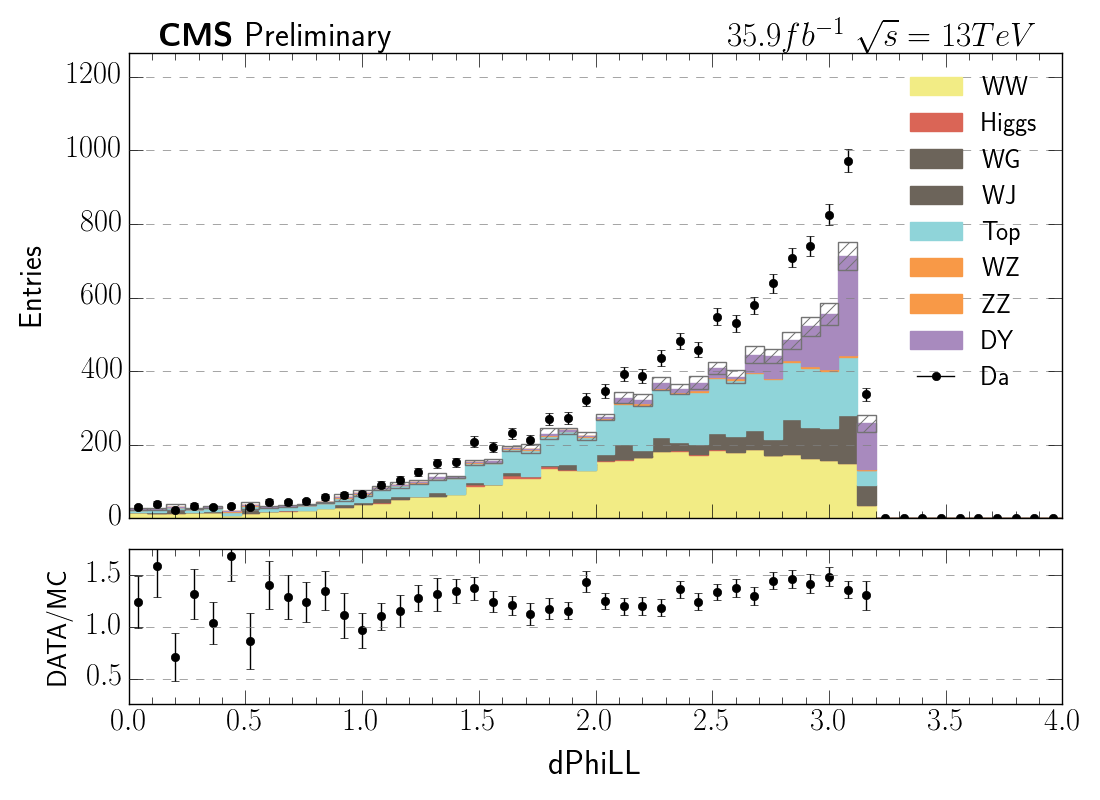 CMS Preliminary 35.9fb⁻¹ √s = 13TeV
1200
1000
800
600
400
200
0
Entries
WW
Higgs
WG
WJ
Top
WZ
ZZ
DY
Da
1.5
1.0
0.5
DATA/MC
0.0 0.5 1.0 1.5 2.0 2.5 3.0 3.5 4.0
dPhiLL